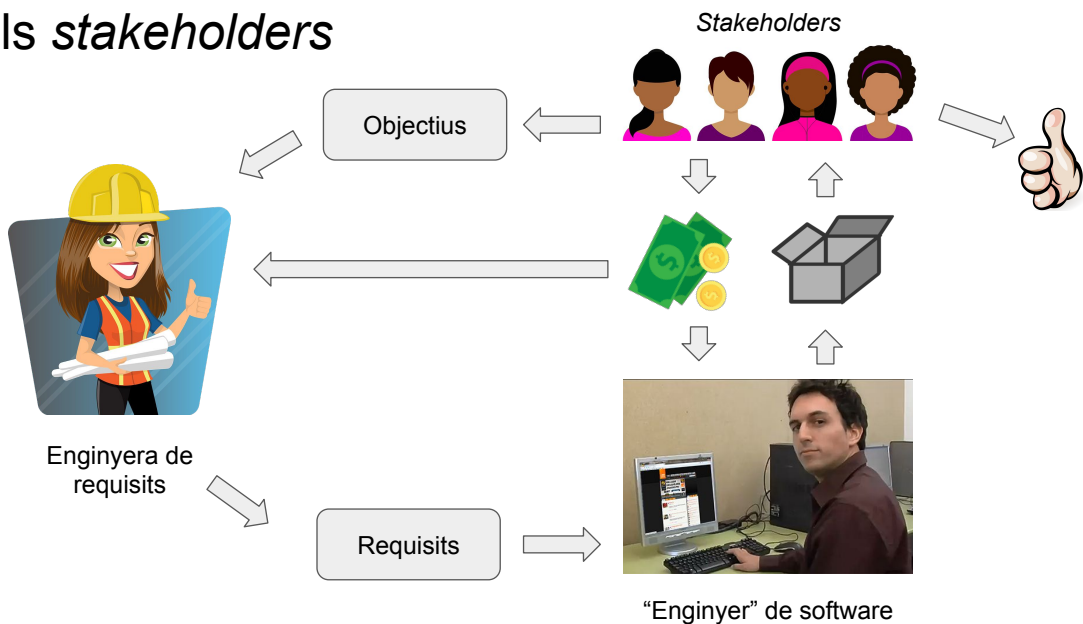 ls stakeholders
Stakeholders
Objectius
Enginyera de
requisits
Requisits
“Enginyer” de software